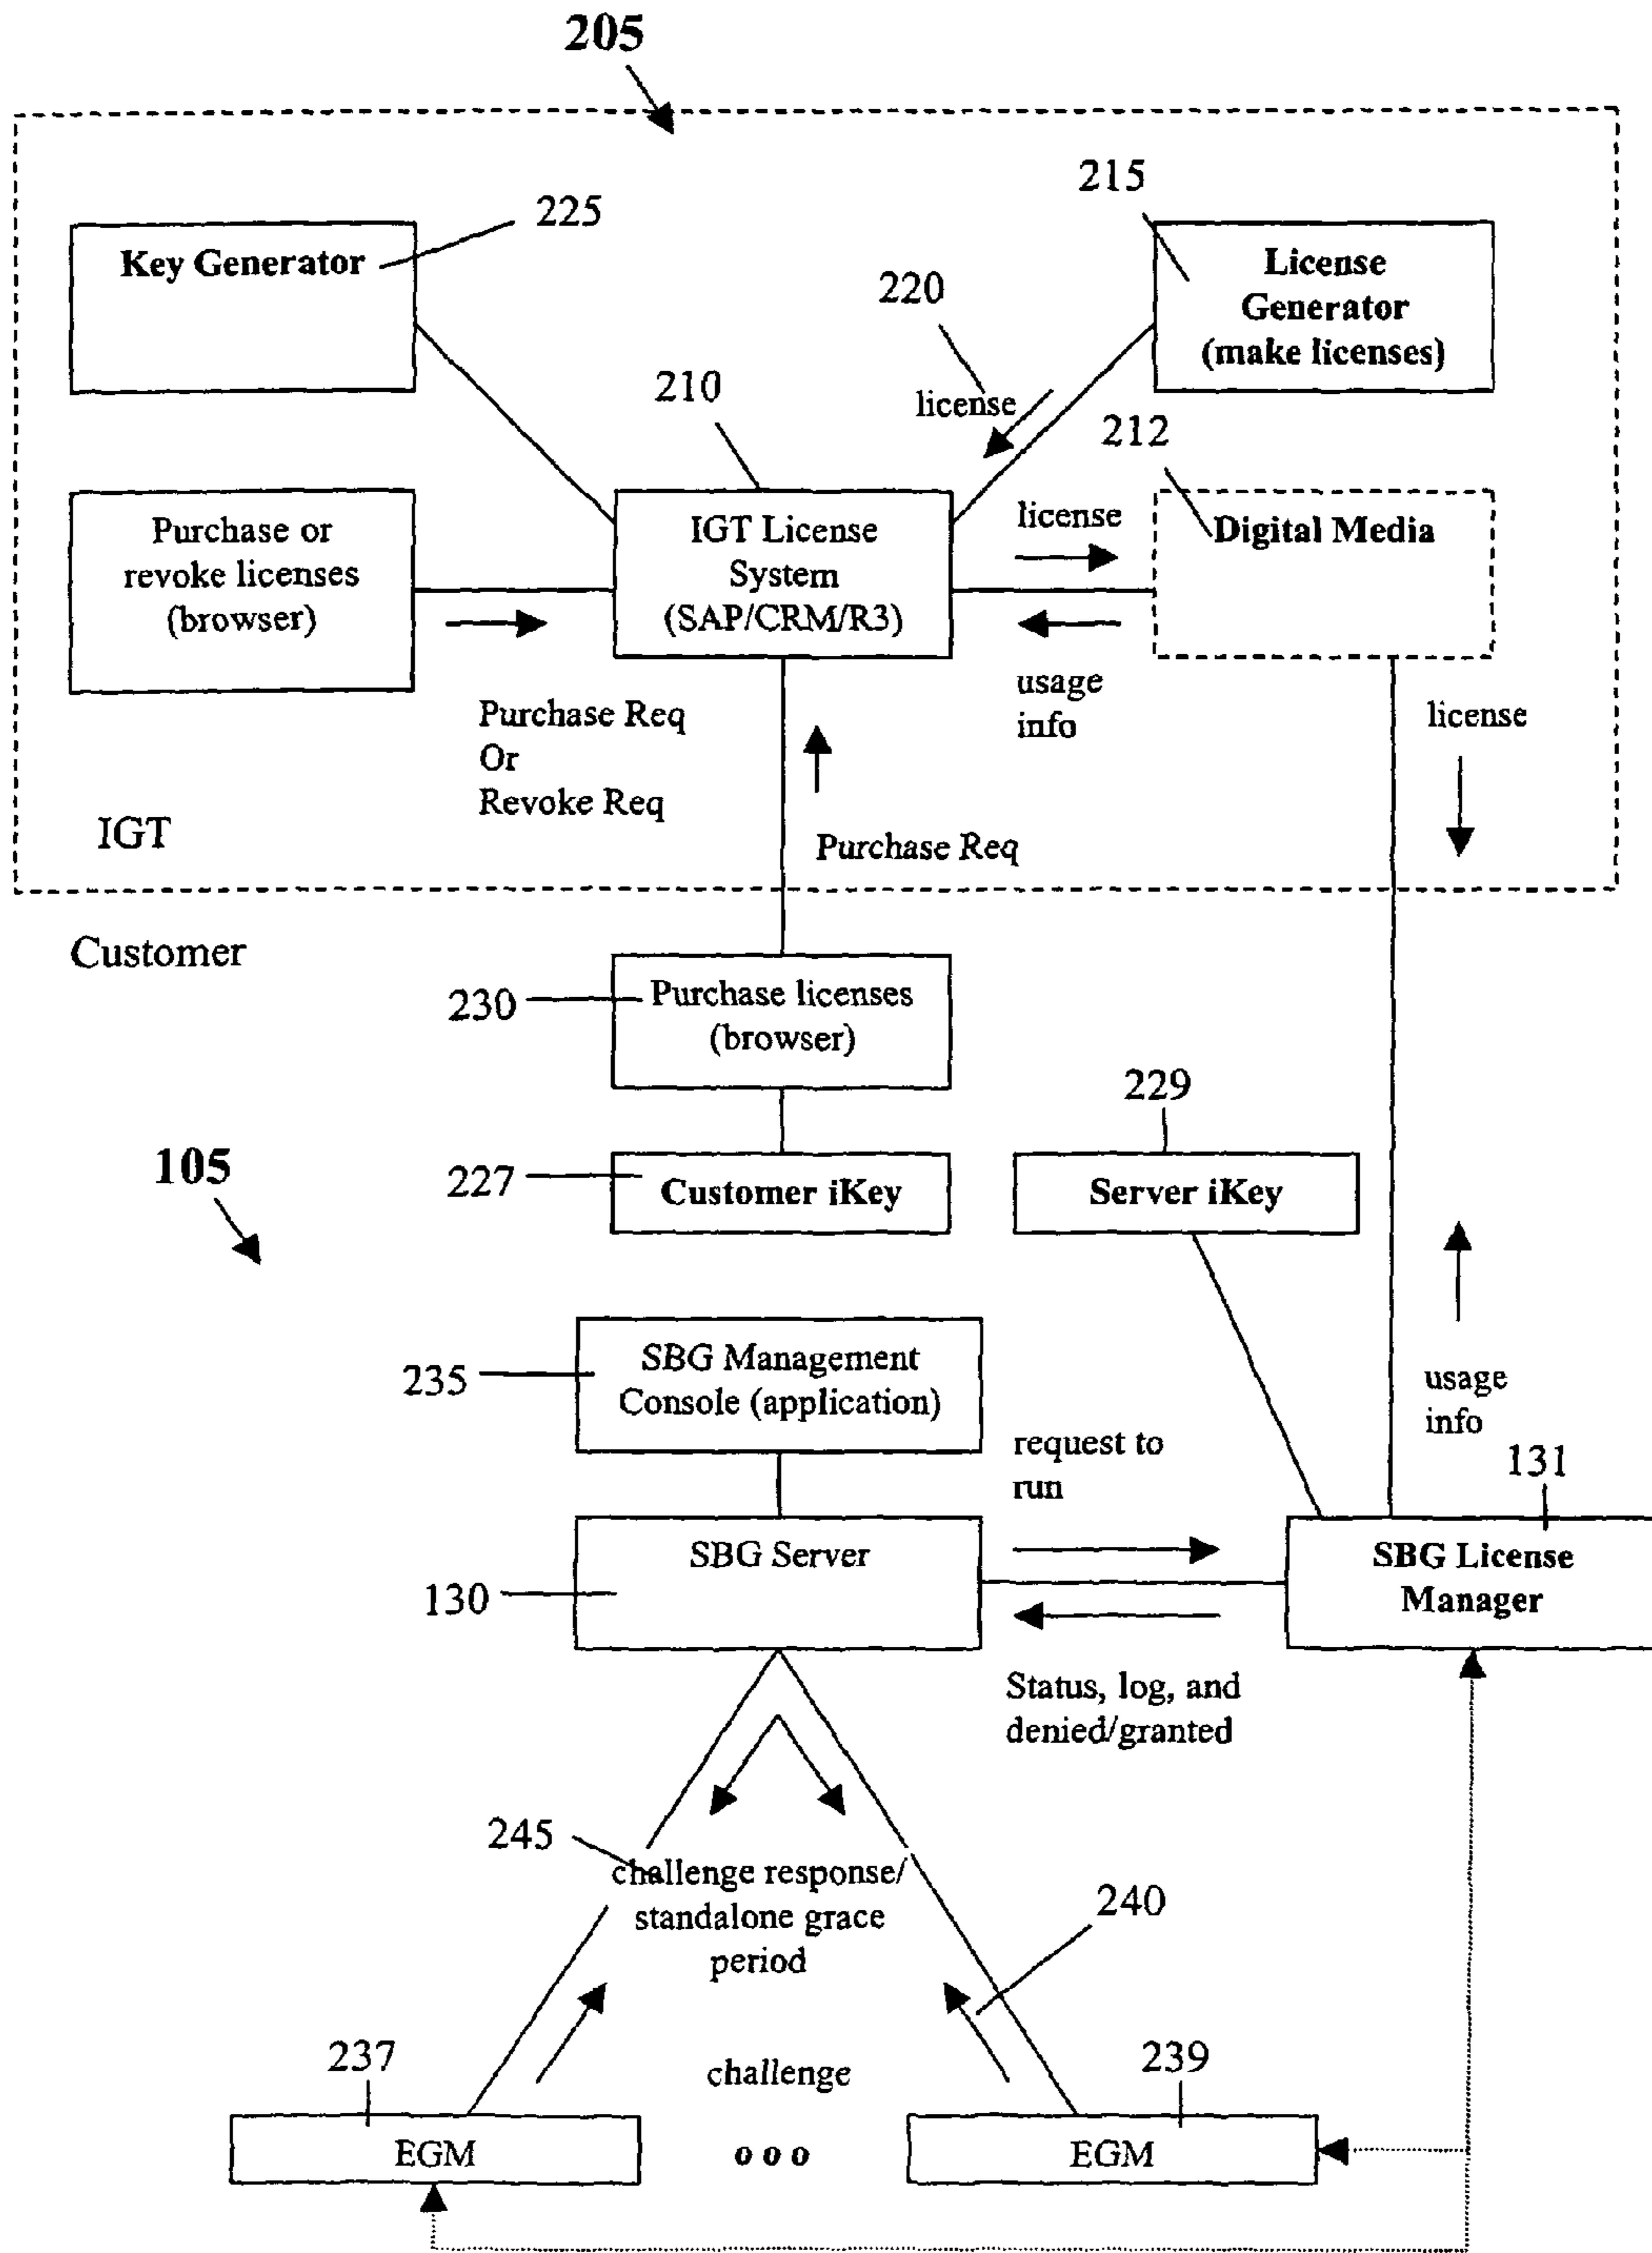 205
215
225
Key Generator
License
Generator
(make licenses)
220
license
210
212
Purchase or
revoke licenses
(browser)
IGT License
System
(SAP/CRM/R3)
license
Digital Media
usage
info
license
Purchase Req
Or
Revoke Req
Purchase Req
IGT
Customer
230
Purchase licenses
(browser)
229
105
227
Customer iKey
Server iKey
235
SBG Management
Console (application)
usage
info
request to
run
131
SBG Server
130
SBG License
Manager
Status, log, and
denied/granted
245
challenge response/
standalone grace
period
240
237
challenge
239
EGM
o o o
EGM